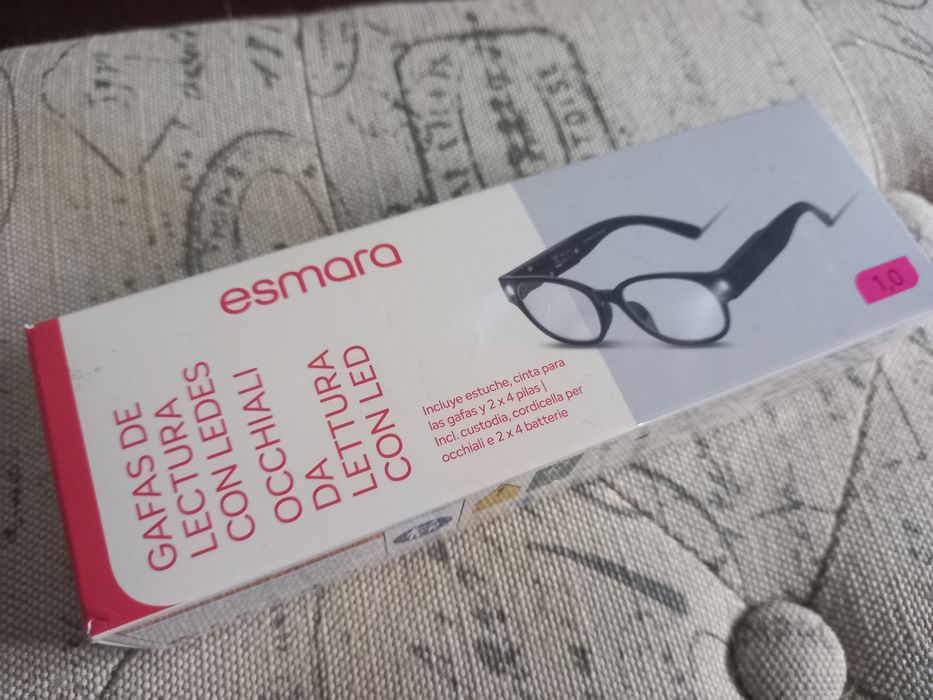 esmara
GAFAS DE
LECTURA
CON LEDES
OCCHIALI
DA
LETTURA
CON LED
Incluye estuche, cinta para
las gafas y 2 x 4 pilas |
Incl. custodia, cordicella per
occhiali e 2 x 4 batterie
1,0